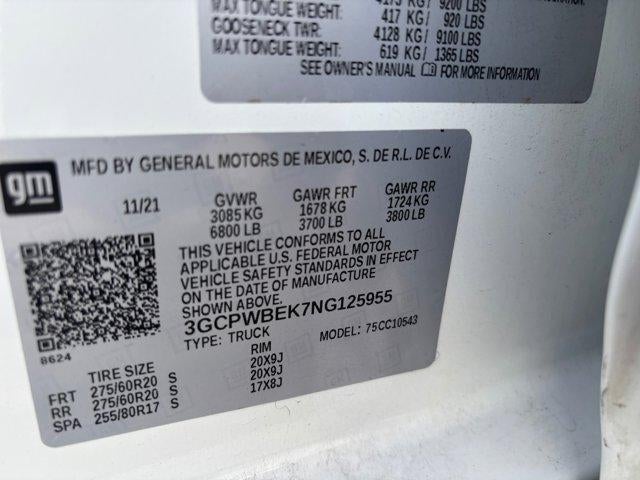 4173 KG / 9200 LBS
MAX TONGUE WEIGHT: 417 KG / 920 LBS
GOOSENECK TWR: 4128 KG / 9100 LBS
MAX TONGUE WEIGHT: 619 KG / 1365 LBS
SEE OWNER'S MANUAL FOR MORE INFORMATION
gm
MFD BY GENERAL MOTORS DE MEXICO, S. DE R.L. DE C.V.
11/21 GVWR GAWR FRT GAWR RR
3085 KG 1678 KG 1724 KG
6800 LB 3700 LB 3800 LB
THIS VEHICLE CONFORMS TO ALL
APPLICABLE U.S. FEDERAL MOTOR
VEHICLE SAFETY STANDARDS IN EFFECT
ON THE DATE OF MANUFACTURE
SHOWN ABOVE.
3GCPWBEK7NG125955
TYPE: TRUCK MODEL: 75CC10543
8624
TIRE SIZE RIM
FRT 275/60R20 S 20X9J
RR 275/60R20 S 20X9J
SPA 255/80R17 S 17X8J